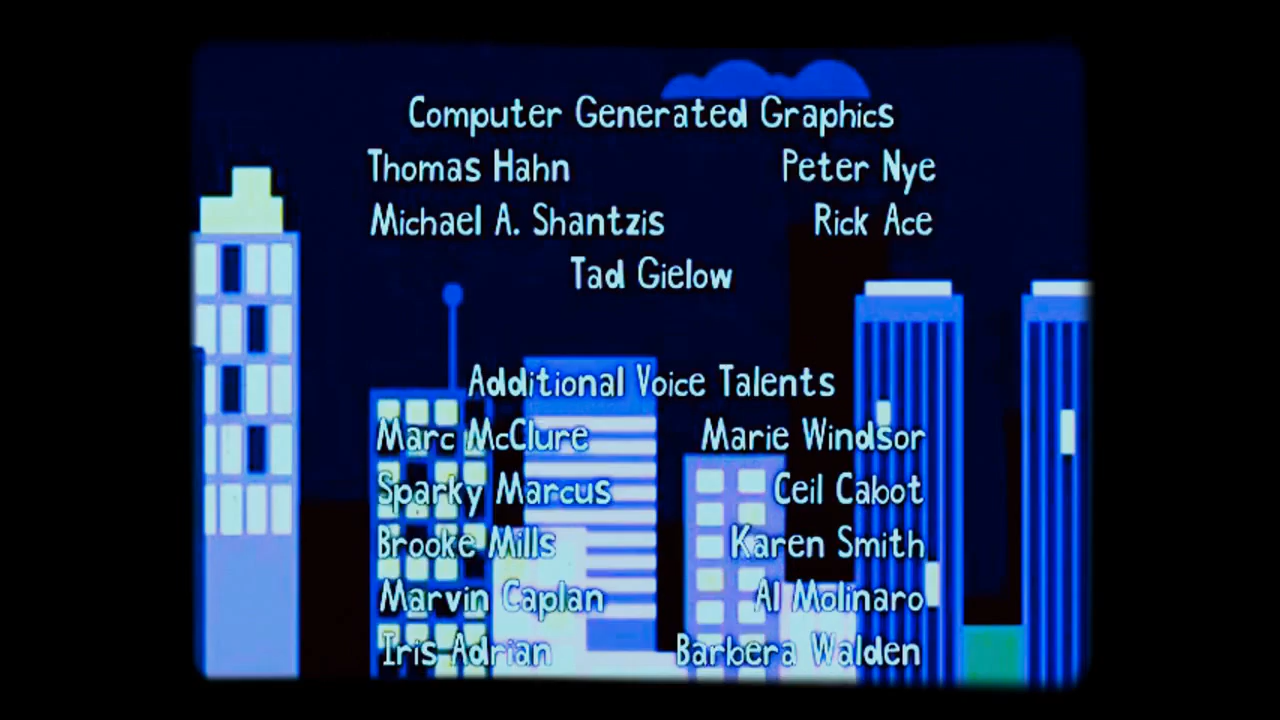 Computer Generated Graphics
Thomas Hahn Peter Nye
Michael A. Shantzis Rick Ace
Tad Gielow
Additional Voice Talents
Marc McClure Marie Windsor
Sparky Marcus Ceil Cabot
Brooke Mills Karen Smith
Marvin Caplan Al Molinaro
Iris Adrian Barbera Walden